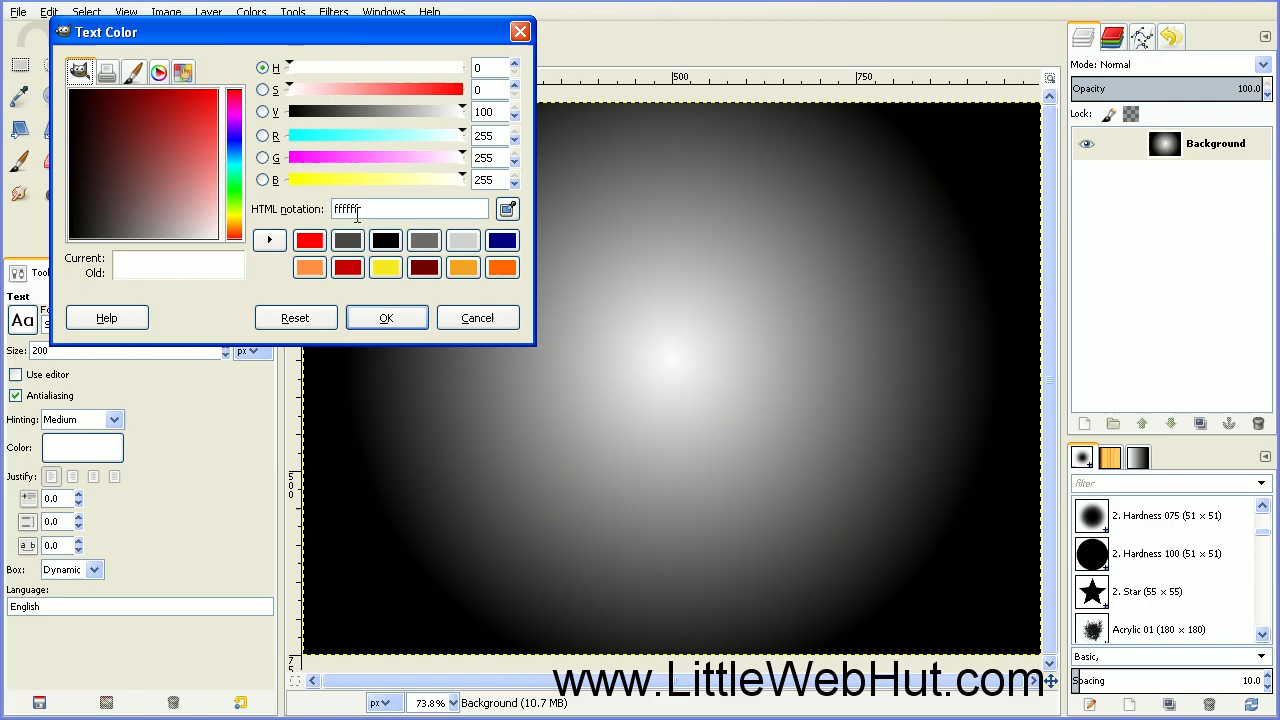 File Edit Select View Image Layer Colors Tools Filters Windows Help
Text Color
H 0
S 0
V 100
R 255
G 255
B 255
HTML notation: ffffff
Current:
Old:
Help Reset OK Cancel
500 750
Text
Aa
Size: 200 px
Use editor
Antialiasing
Hinting: Medium
Color:
Justify:
0.0
0.0
0.0
Box: Dynamic
Language:
English
500
75
px 73.8% Background (10.7 MB)
Mode: Normal
Opacity 100.0
Lock:
Background
filter
2. Hardness 075 (51 × 51)
2. Hardness 100 (51 × 51)
2. Star (55 × 55)
Acrylic 01 (180 × 180)
Basic,
Spacing 10.0
www.LittleWebHut.com